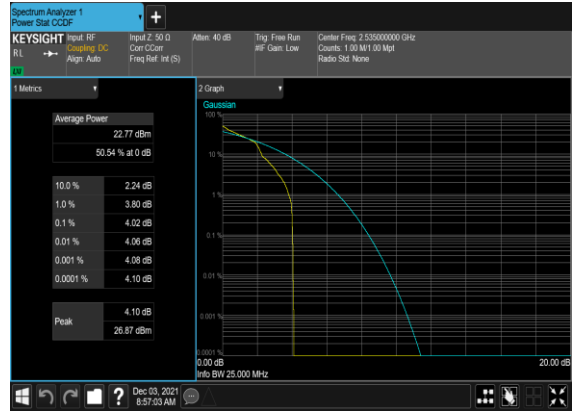 Spectrum Analyzer 1
Power Stat CCDF
+
KEYSIGHT
RL
Input: RF
Coupling: DC
Align: Auto
Input Z: 50 Ω
Corr CCorr
Freq Ref: Int (S)
Atten: 40 dB
Trig: Free Run
#IF Gain: Low
Center Freq: 2.535000000 GHz
Counts: 1.00 M/1.00 Mpt
Radio Std: None
1 Metrics
Average Power
22.77 dBm
50.54 % at 0 dB
10.0 % 2.24 dB
1.0 % 3.80 dB
0.1 % 4.02 dB
0.01 % 4.06 dB
0.001 % 4.08 dB
0.0001 % 4.10 dB
Peak
4.10 dB
26.87 dBm
2 Graph
Gaussian
100 %
10 %
1 %
0.1 %
0.01 %
0.001 %
0.0001 %
0.00 dB 20.00 dB
Info BW 25.000 MHz
?
Dec 03, 2021
8:57:03 AM